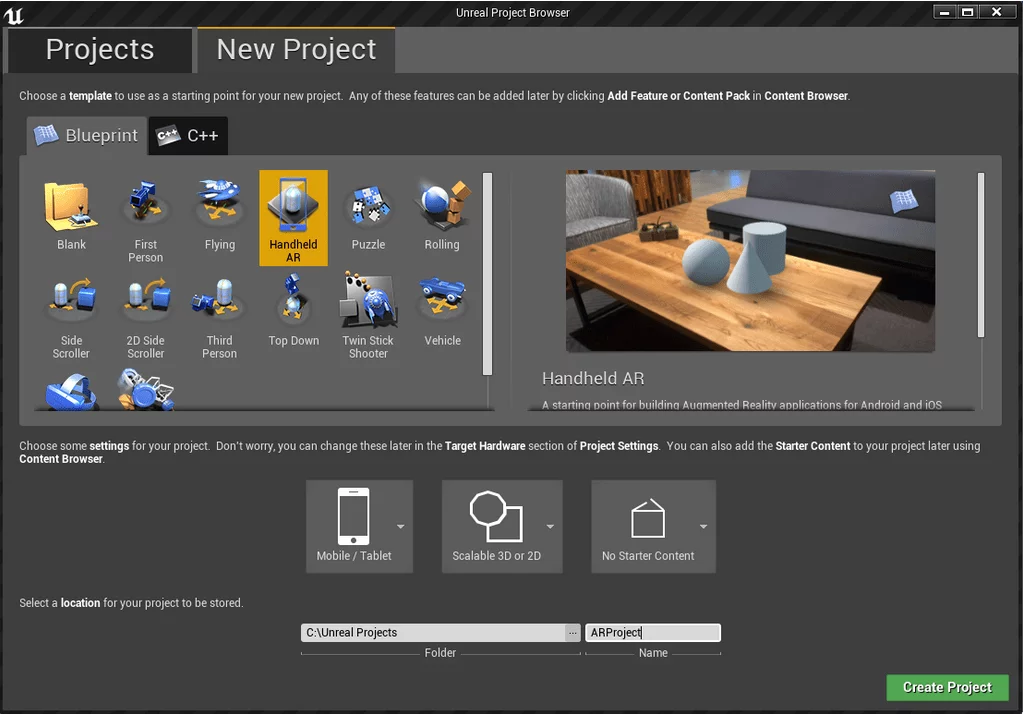 Unreal Project Browser
Projects
New Project
Choose a template to use as a starting point for your new project. Any of these features can be added later by clicking Add Feature or Content Pack in Content Browser.
Blueprint
C++
C++
Blank
First
Person
Flying
Handheld
AR
Puzzle
Rolling
Side
Scroller
2D Side
Scroller
Third
Person
Top Down
Twin Stick
Shooter
Vehicle
Handheld AR
A starting point for building Augmented Reality applications for Android and iOS
Choose some settings for your project. Don't worry, you can change these later in the Target Hardware section of Project Settings. You can also add the Starter Content to your project later using
Content Browser.
Mobile / Tablet
Scalable 3D or 2D
No Starter Content
Select a location for your project to be stored.
C:\Unreal Projects
...
ARProject
Folder
Name
Create Project